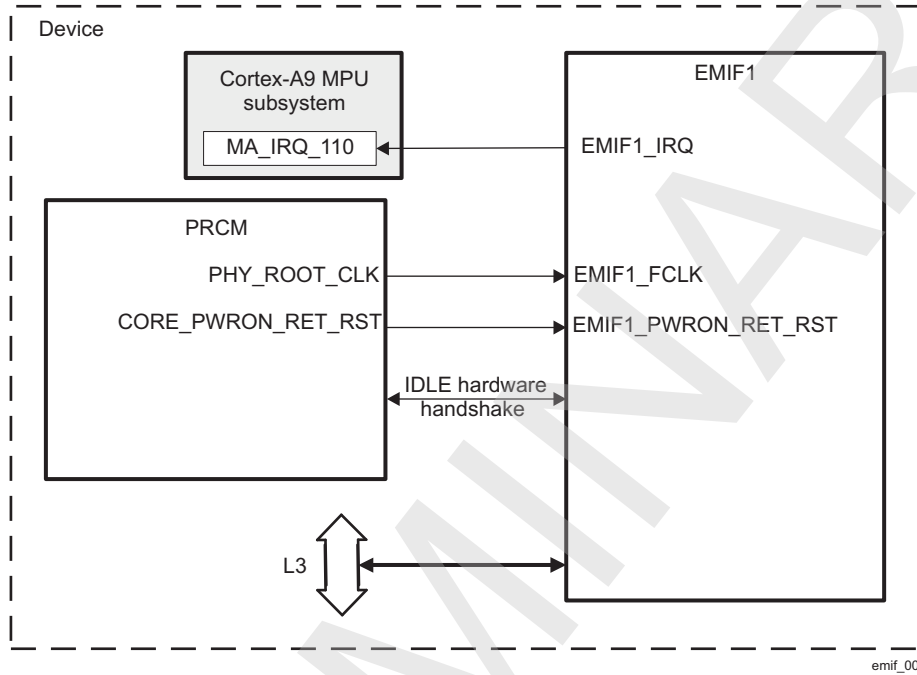 Device
Cortex-A9 MPU
subsystem
MA_IRQ_110
EMIF1
EMIF1_IRQ
PRCM
PHY_ROOT_CLK
EMIF1_FCLK
CORE_PWRON_RET_RST
EMIF1_PWRON_RET_RST
IDLE hardware
handshake
L3